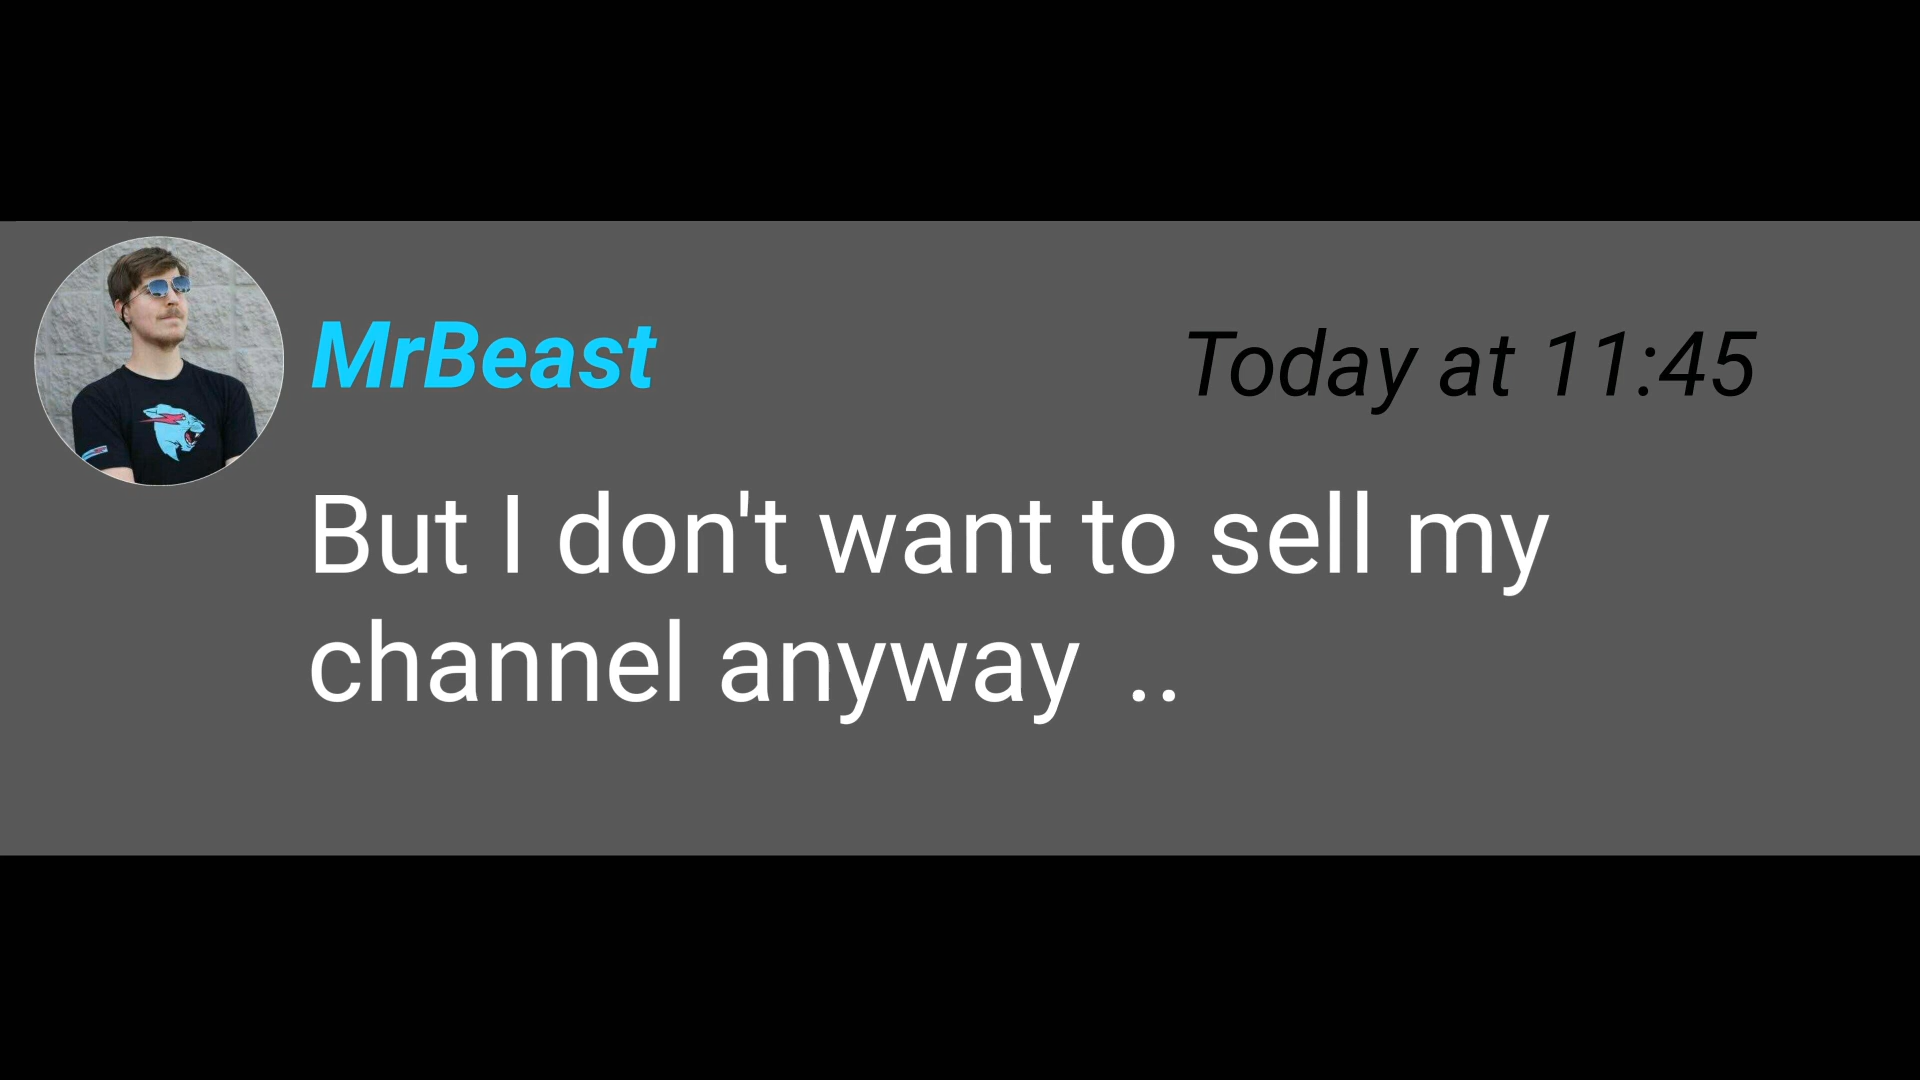 MrBeast
Today at 11:45
But I don't want to sell my
channel anyway ..